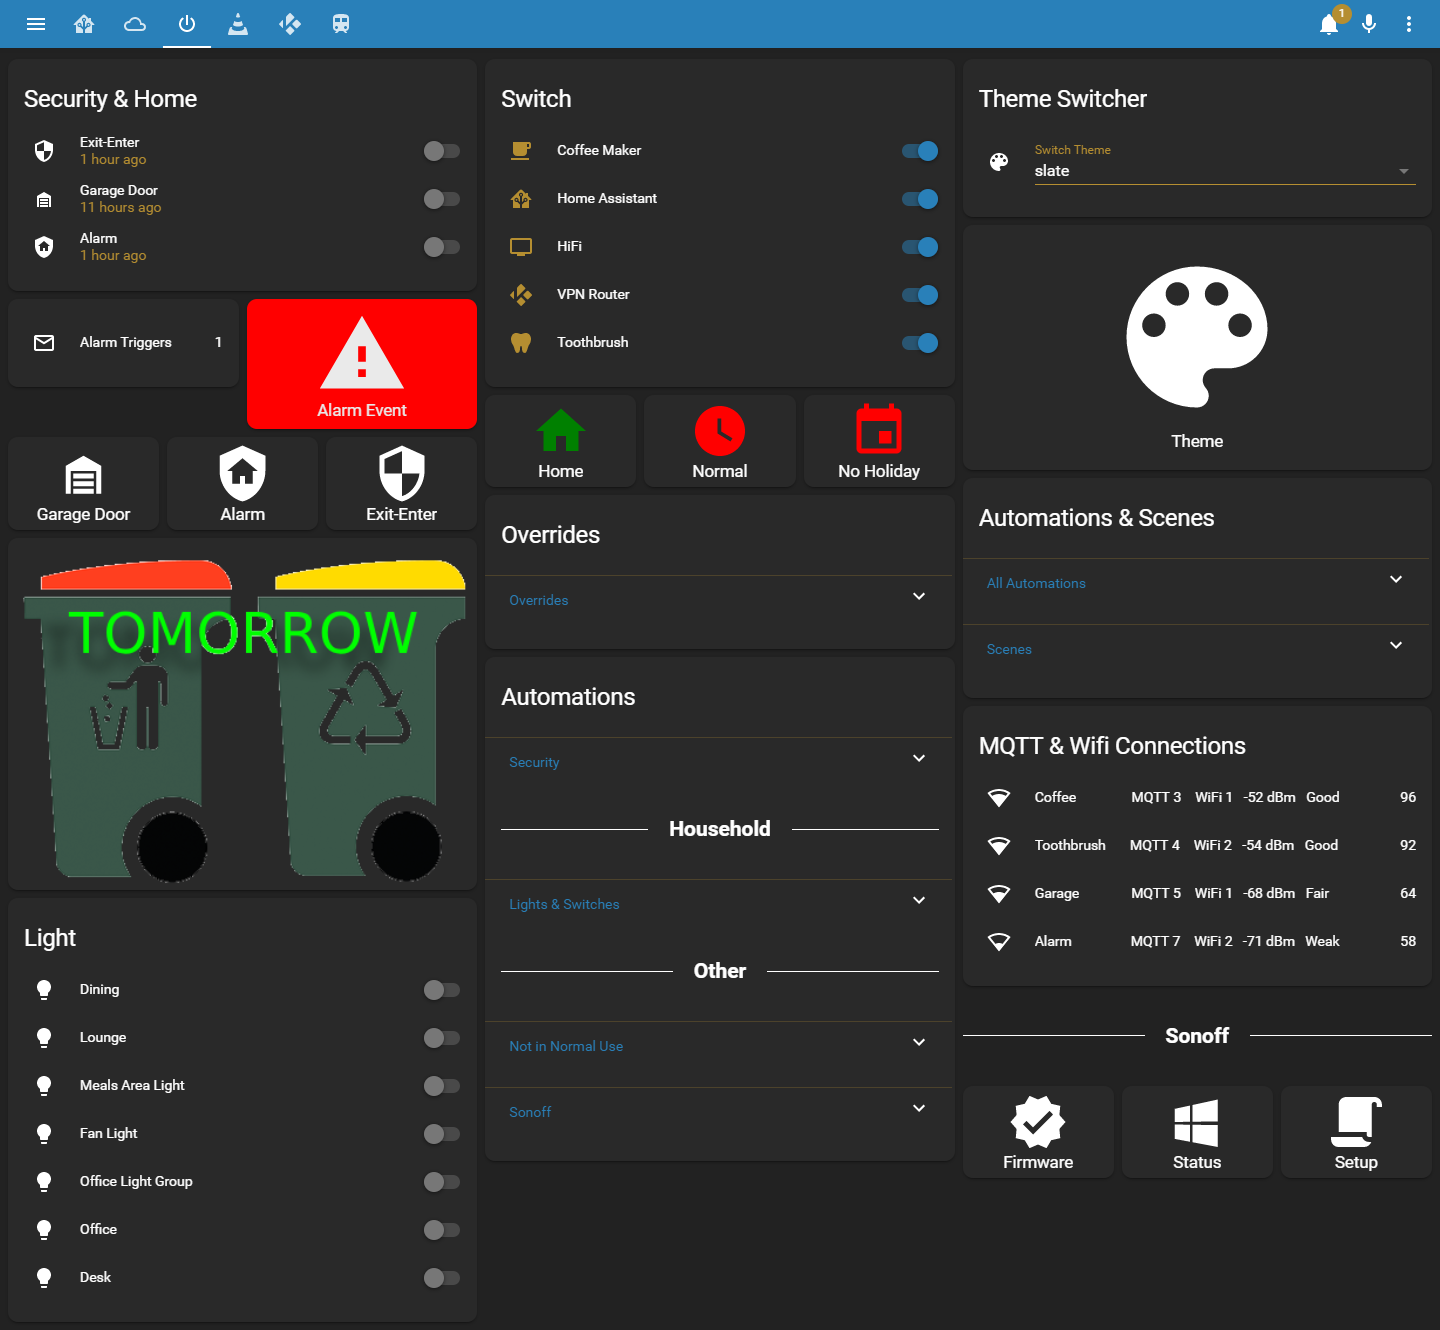 1
Security & Home
Exit-Enter
1 hour ago
Garage Door
11 hours ago
Alarm
1 hour ago
Alarm Triggers 1
Alarm Event
Garage Door
Alarm
Exit-Enter
TOMORROW
Light
Dining
Lounge
Meals Area Light
Fan Light
Office Light Group
Office
Desk
Switch
Coffee Maker
Home Assistant
HiFi
VPN Router
Toothbrush
Home
Normal
No Holiday
Overrides
Overrides
Automations
Security
Household
Lights & Switches
Other
Not in Normal Use
Sonoff
Theme Switcher
Switch Theme
slate
Theme
Automations & Scenes
All Automations
Scenes
MQTT & Wifi Connections
Coffee MQTT 3 WiFi 1 -52 dBm Good 96
Toothbrush MQTT 4 WiFi 2 -54 dBm Good 92
Garage MQTT 5 WiFi 1 -68 dBm Fair 64
Alarm MQTT 7 WiFi 2 -71 dBm Weak 58
Sonoff
Firmware
Status
Setup